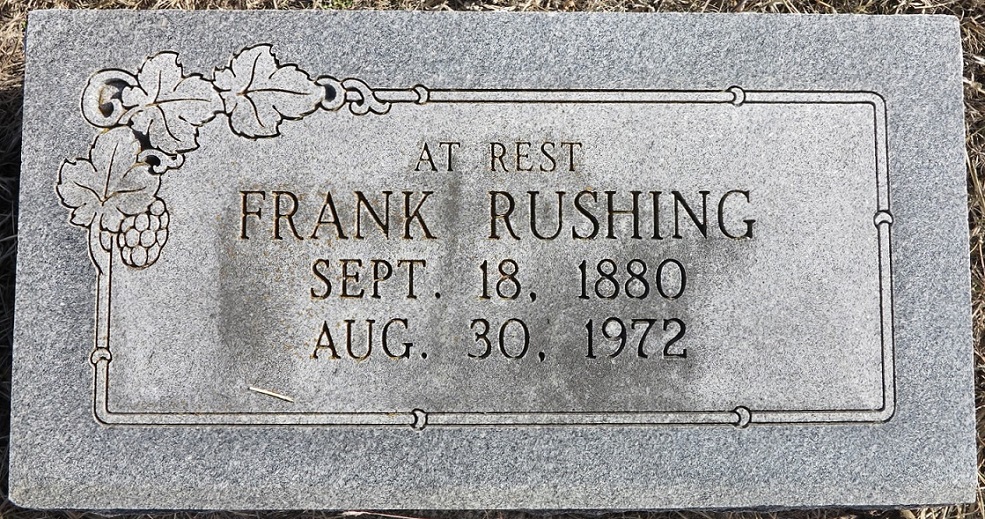 AT REST
FRANK RUSHING
SEPT. 18, 1880
AUG. 30, 1972